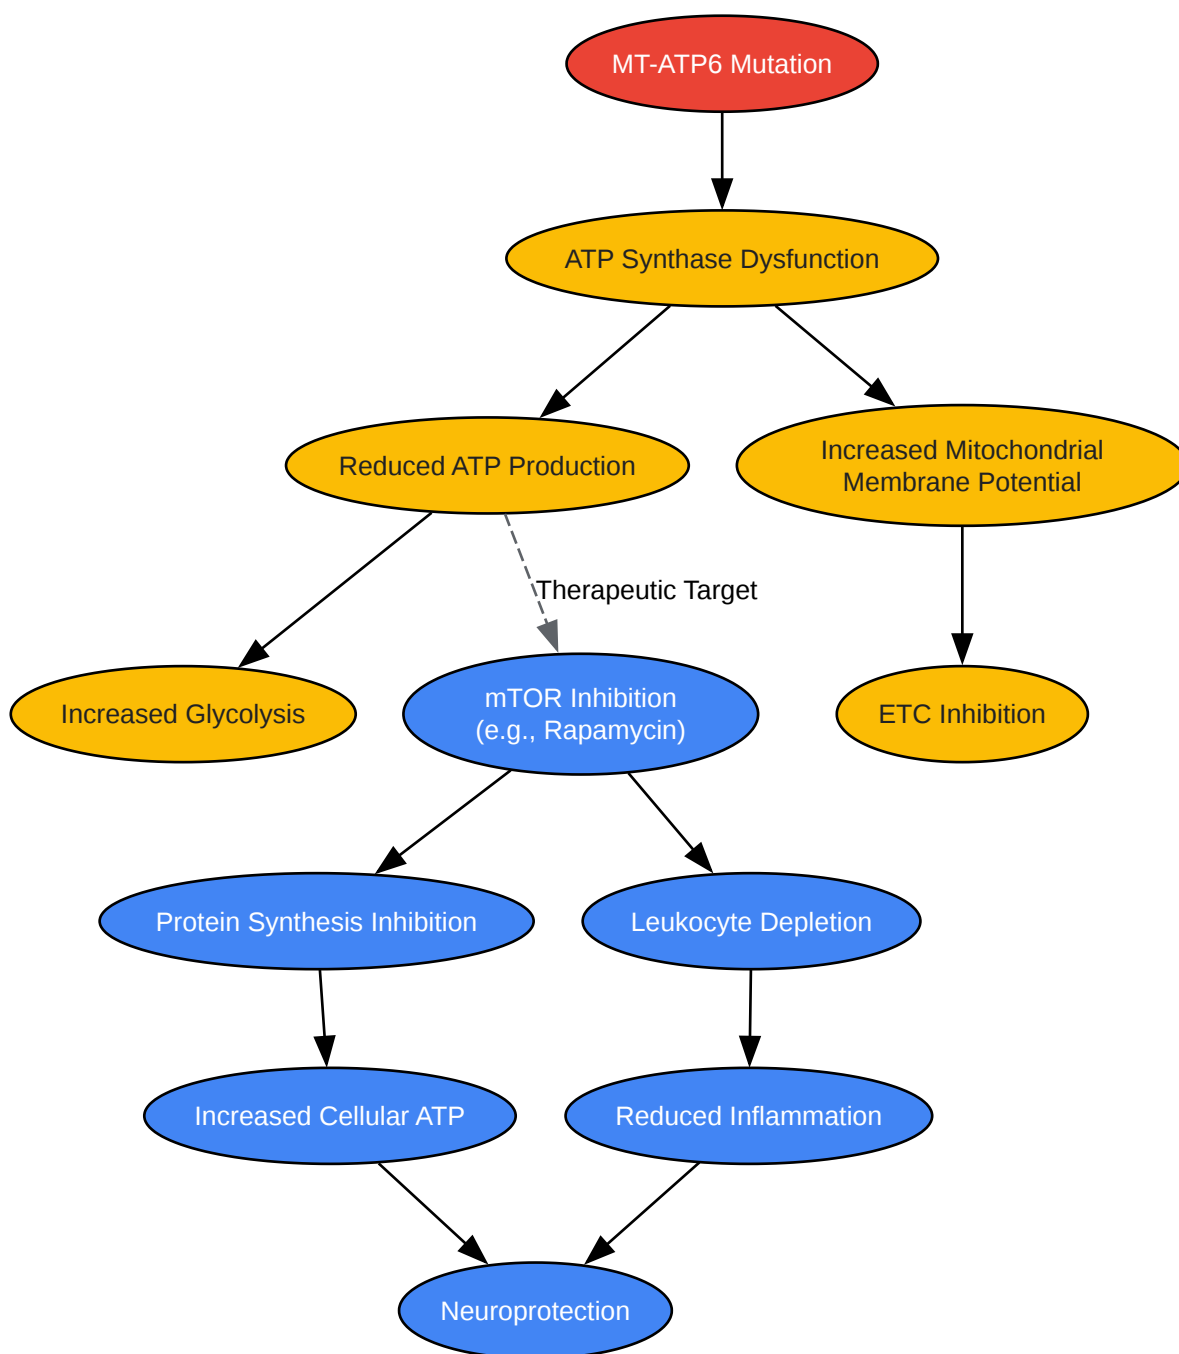 MT-ATP6 Mutation
ATP Synthase Dysfunction
Reduced ATP Production
Increased Mitochondrial
Membrane Potential
Therapeutic Target
Increased Glycolysis
mTOR Inhibition
(e.g., Rapamycin)
ETC Inhibition
Protein Synthesis Inhibition
Leukocyte Depletion
Increased Cellular ATP
Reduced Inflammation
Neuroprotection